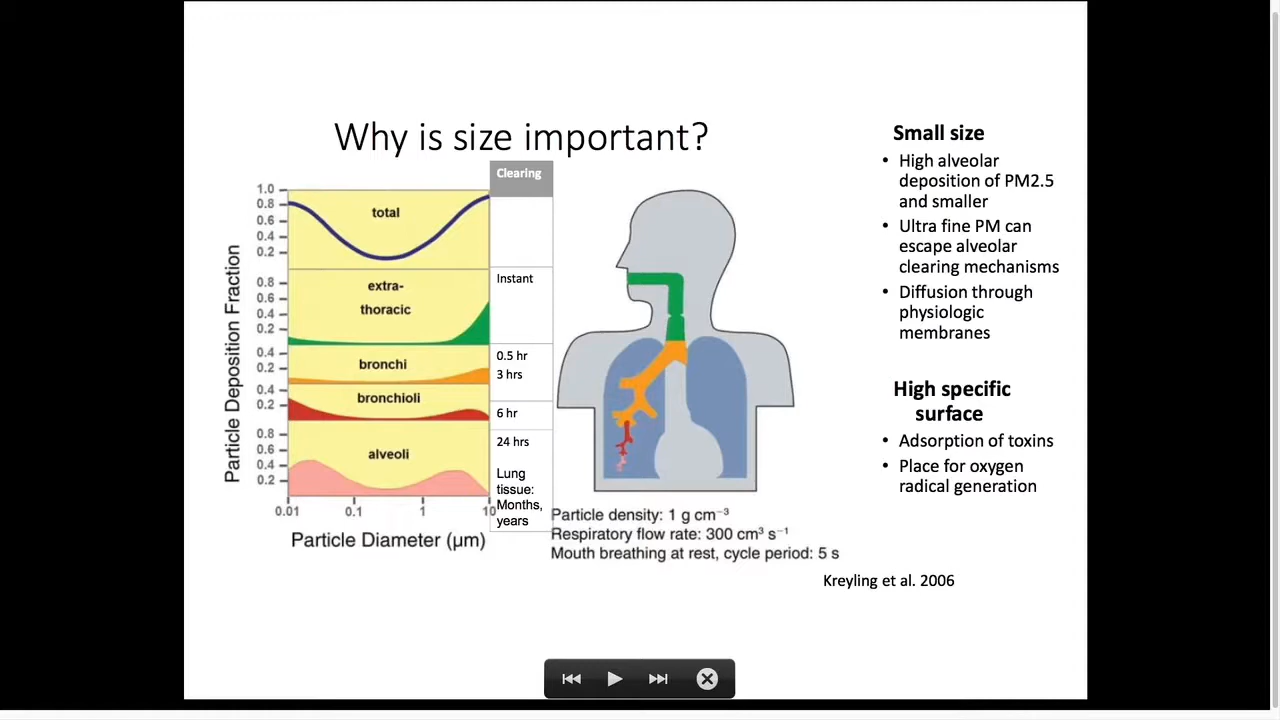 Why is size important?
Clearing
1.0
0.8
0.6
0.4
0.2
total
0.8
0.6
0.4
0.2
extra-
thoracic
Instant
0.4
0.2
bronchi
0.5 hr
3 hrs
0.4
0.2
bronchioli
6 hr
0.8
0.6
0.4
0.2
alveoli
24 hrs
Lung
tissue:
Months,
years
0.01
0.1
1
10
Particle Deposition Fraction
Particle Diameter (µm)
Particle density: 1 g cm⁻³
Respiratory flow rate: 300 cm³ s⁻¹
Mouth breathing at rest, cycle period: 5 s
Kreyling et al. 2006
Small size
• High alveolar
deposition of PM2.5
and smaller
• Ultra fine PM can
escape alveolar
clearing mechanisms
• Diffusion through
physiologic
membranes
High specific
surface
• Adsorption of toxins
• Place for oxygen
radical generation